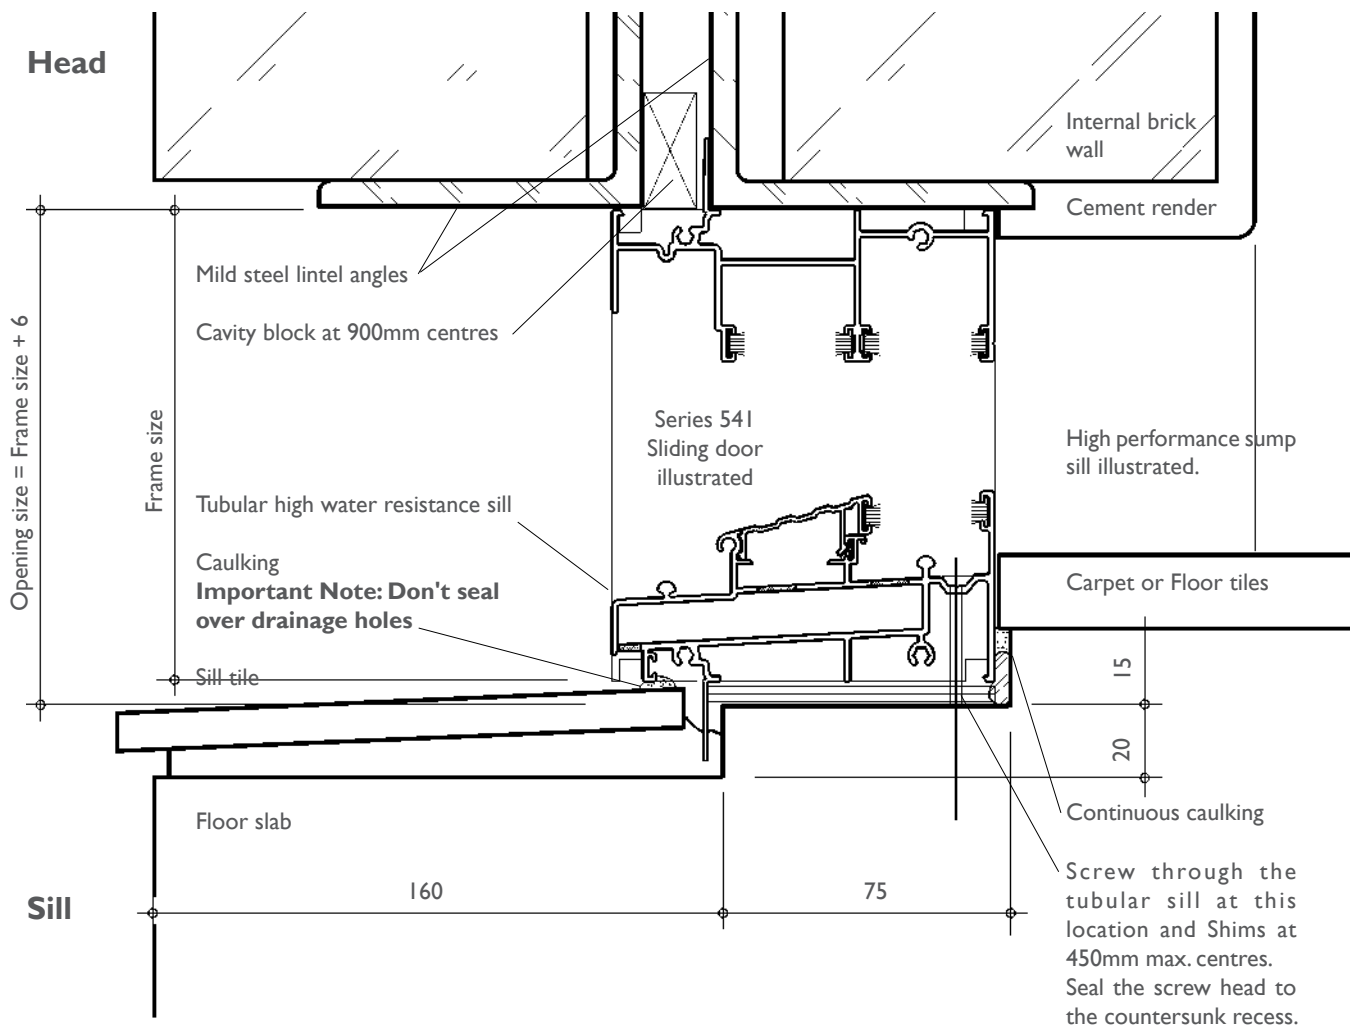 Head
Internal brick
wall
Cement render
Mild steel lintel angles
Cavity block at 900mm centres
Opening size = Frame size + 6
Frame size
Series 541
Sliding door
illustrated
High performance sump
sill illustrated.
Tubular high water resistance sill
Caulking
Important Note: Don't seal
over drainage holes
Carpet or Floor tiles
Sill tile
15
20
Floor slab
Continuous caulking
160
75
Sill
Screw through the
tubular sill at this
location and Shims at
450mm max. centres.
Seal the screw head to
the countersunk recess.